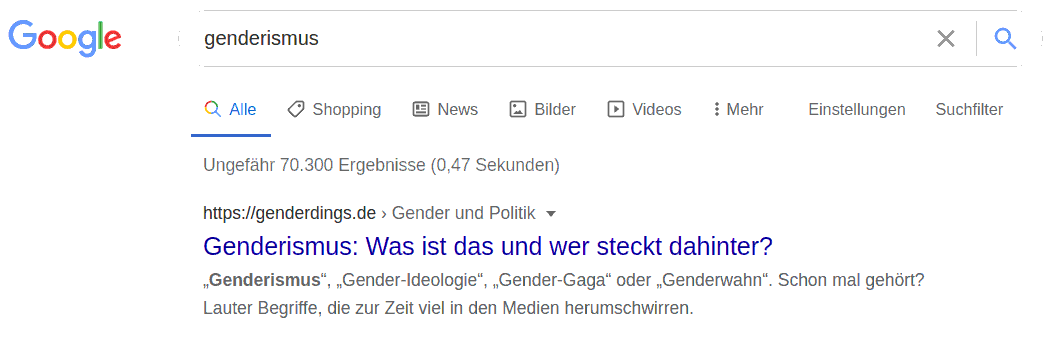 Google
genderismus
Alle Shopping News Bilder Videos Mehr Einstellungen Suchfilter
Ungefähr 70.300 Ergebnisse (0,47 Sekunden)
https://genderdings.de › Gender und Politik
Genderismus: Was ist das und wer steckt dahinter?
„Genderismus“, „Gender-Ideologie“, „Gender-Gaga“ oder „Genderwahn“. Schon mal gehört?
Lauter Begriffe, die zur Zeit viel in den Medien herumschwirren.